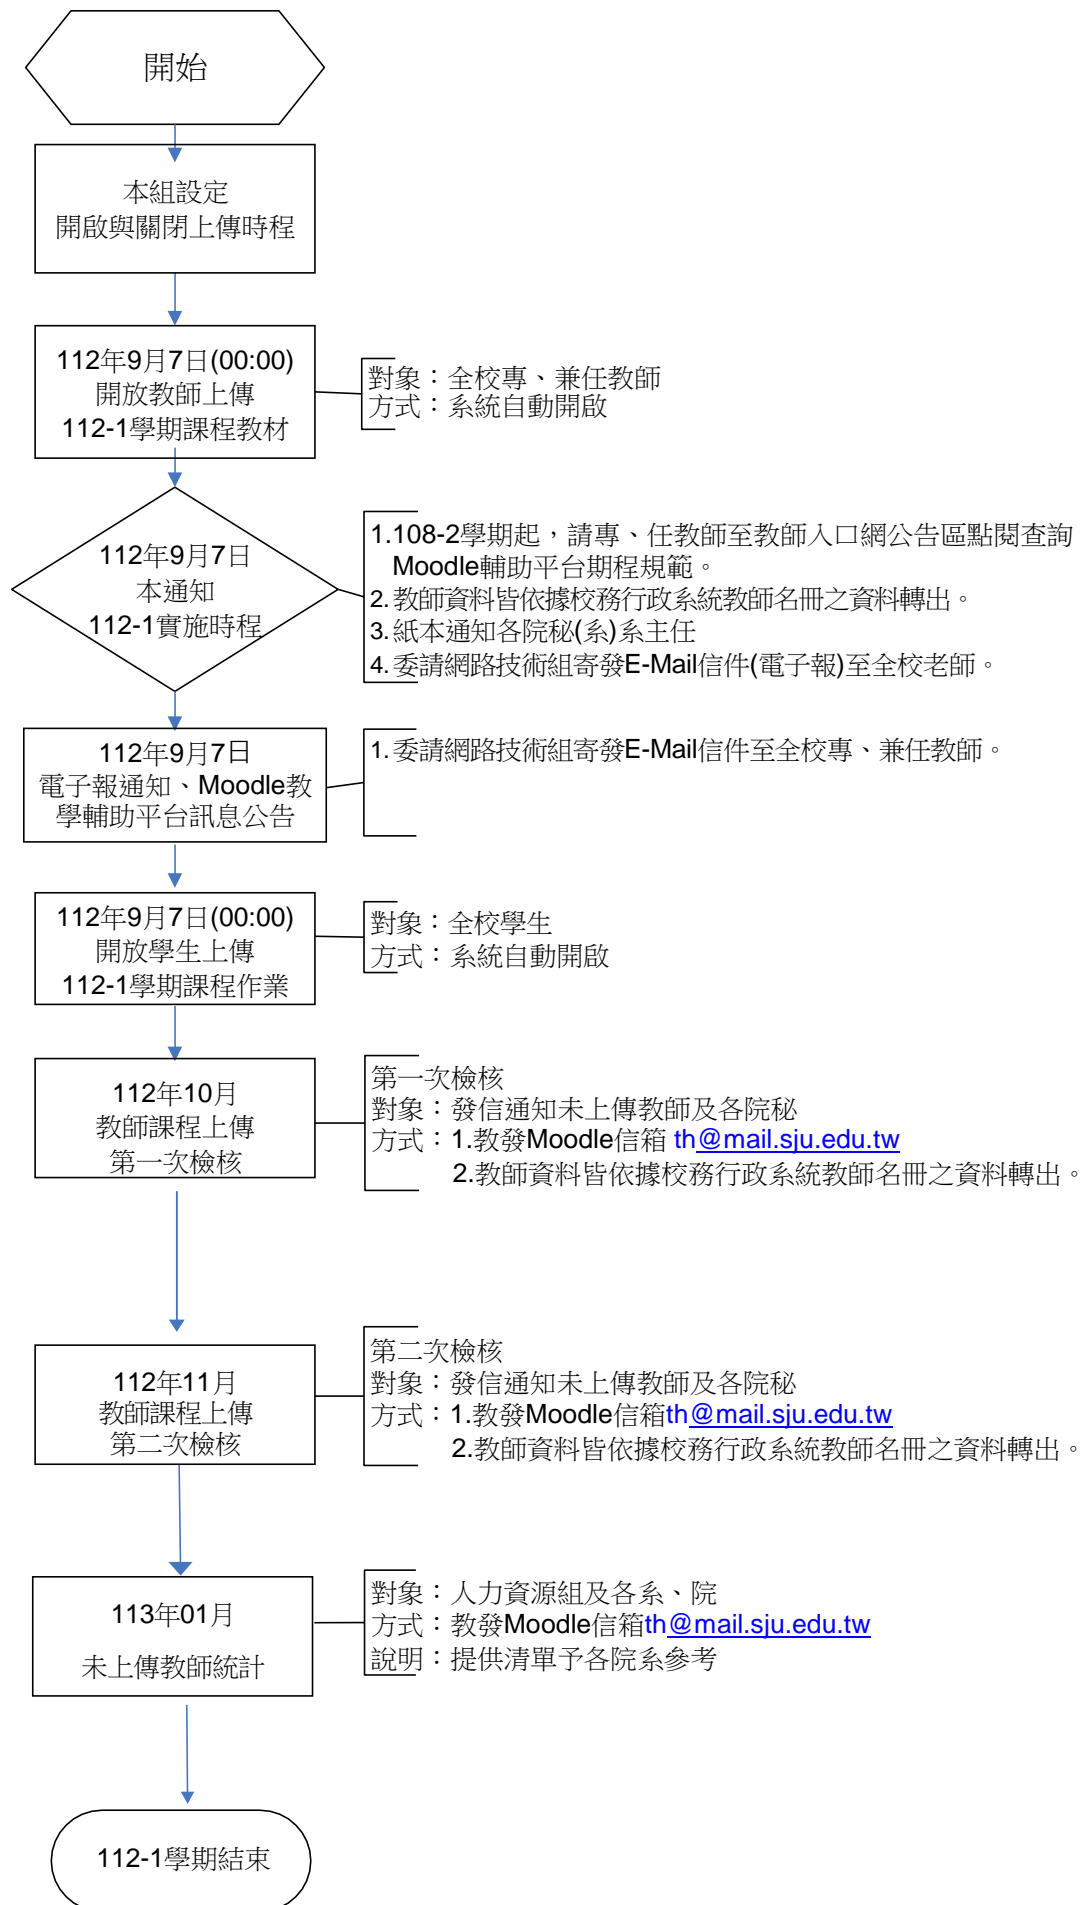 開始
本組設定
開啟與關閉上傳時程
112年9月7日(00:00)
開放教師上傳
112-1學期課程教材
對象：全校專、兼任教師
方式：系統自動開啟
112年9月7日
本通知
112-1實施時程
1.108-2學期起，請專、任教師至教師入口網公告區點閱查詢
Moodle輔助平台期程規範。
2.教師資料皆依據校務行政系統教師名冊之資料轉出。
3.紙本通知各院秘(系)系主任
4.委請網路技術組寄發E-Mail信件(電子報)至全校老師。
112年9月7日
電子報通知、Moodle教
學輔助平台訊息公告
1.委請網路技術組寄發E-Mail信件至全校專、兼任教師。
112年9月7日(00:00)
開放學生上傳
112-1學期課程作業
對象：全校學生
方式：系統自動開啟
112年10月
教師課程上傳
第一次檢核
第一次檢核
對象：發信通知未上傳教師及各院秘
方式：1.教發Moodle信箱 th@mail.sju.edu.tw
2.教師資料皆依據校務行政系統教師名冊之資料轉出。
112年11月
教師課程上傳
第二次檢核
第二次檢核
對象：發信通知未上傳教師及各院秘
方式：1.教發Moodle信箱th@mail.sju.edu.tw
2.教師資料皆依據校務行政系統教師名冊之資料轉出。
113年01月
未上傳教師統計
對象：人力資源組及各系、院
方式：教發Moodle信箱th@mail.sju.edu.tw
說明：提供清單予各院系參考
112-1學期結束